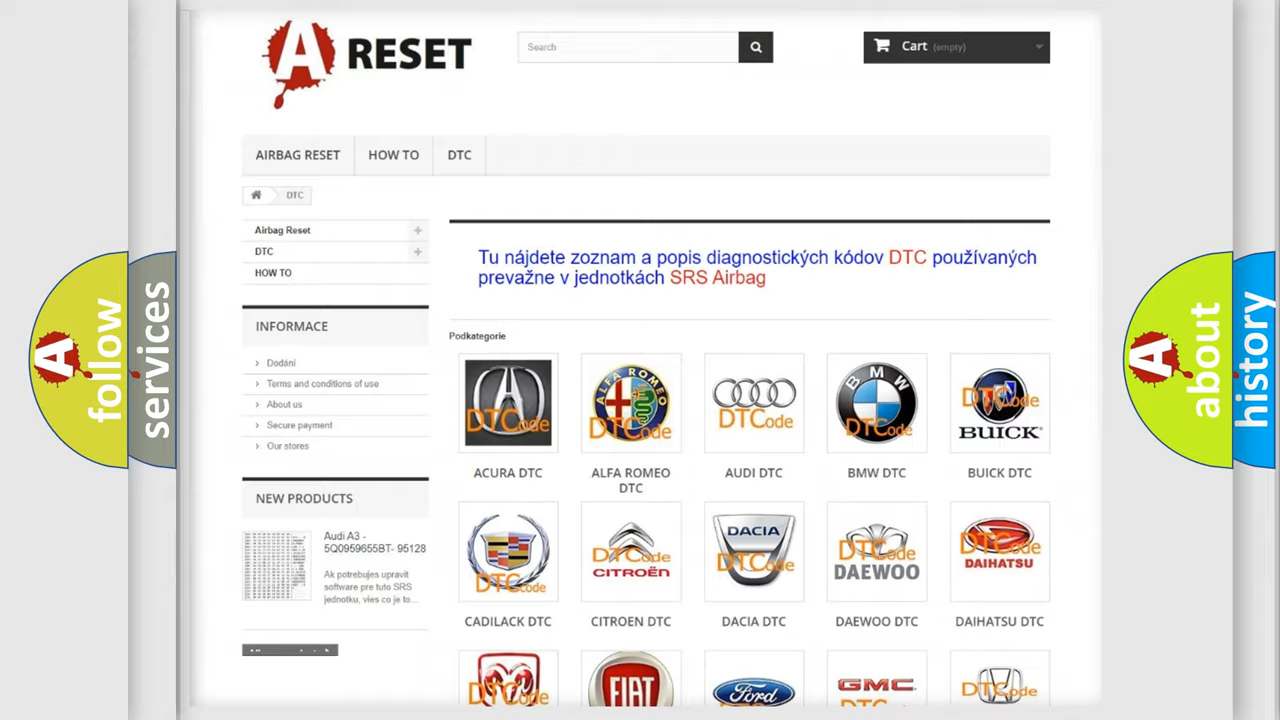 A RESET
Search
Cart (empty)
AIRBAG RESET
HOW TO
DTC
DTC
Airbag Reset
DTC
HOW TO
INFORMACE
Dodání
Terms and conditions of use
About us
Secure payment
Our stores
NEW PRODUCTS
Audi A3 -
5Q0959655BT- 95128
Ak potrebujes upravit
software pre tuto SRS
jednotku, vies co je to...
Tu nájdete zoznam a popis diagnostických kódov DTC používaných
prevažne v jednotkách SRS Airbag
Podkategorie
DTCode
ALFA ROMEO
DTCode
DTCode
BMW
DTCode
DTCode
BUICK
ACURA DTC
ALFA ROMEO
DTC
AUDI DTC
BMW DTC
BUICK DTC
DTCode
DTCode
CITROËN
DACIA
DTCode
DTCode
DAEWOO
DTCode
DAIHATSU
CADILACK DTC
CITROEN DTC
DACIA DTC
DAEWOO DTC
DAIHATSU DTC
DTCode
FIAT
Ford
GMC
DTCode
A follow
services
A about
history